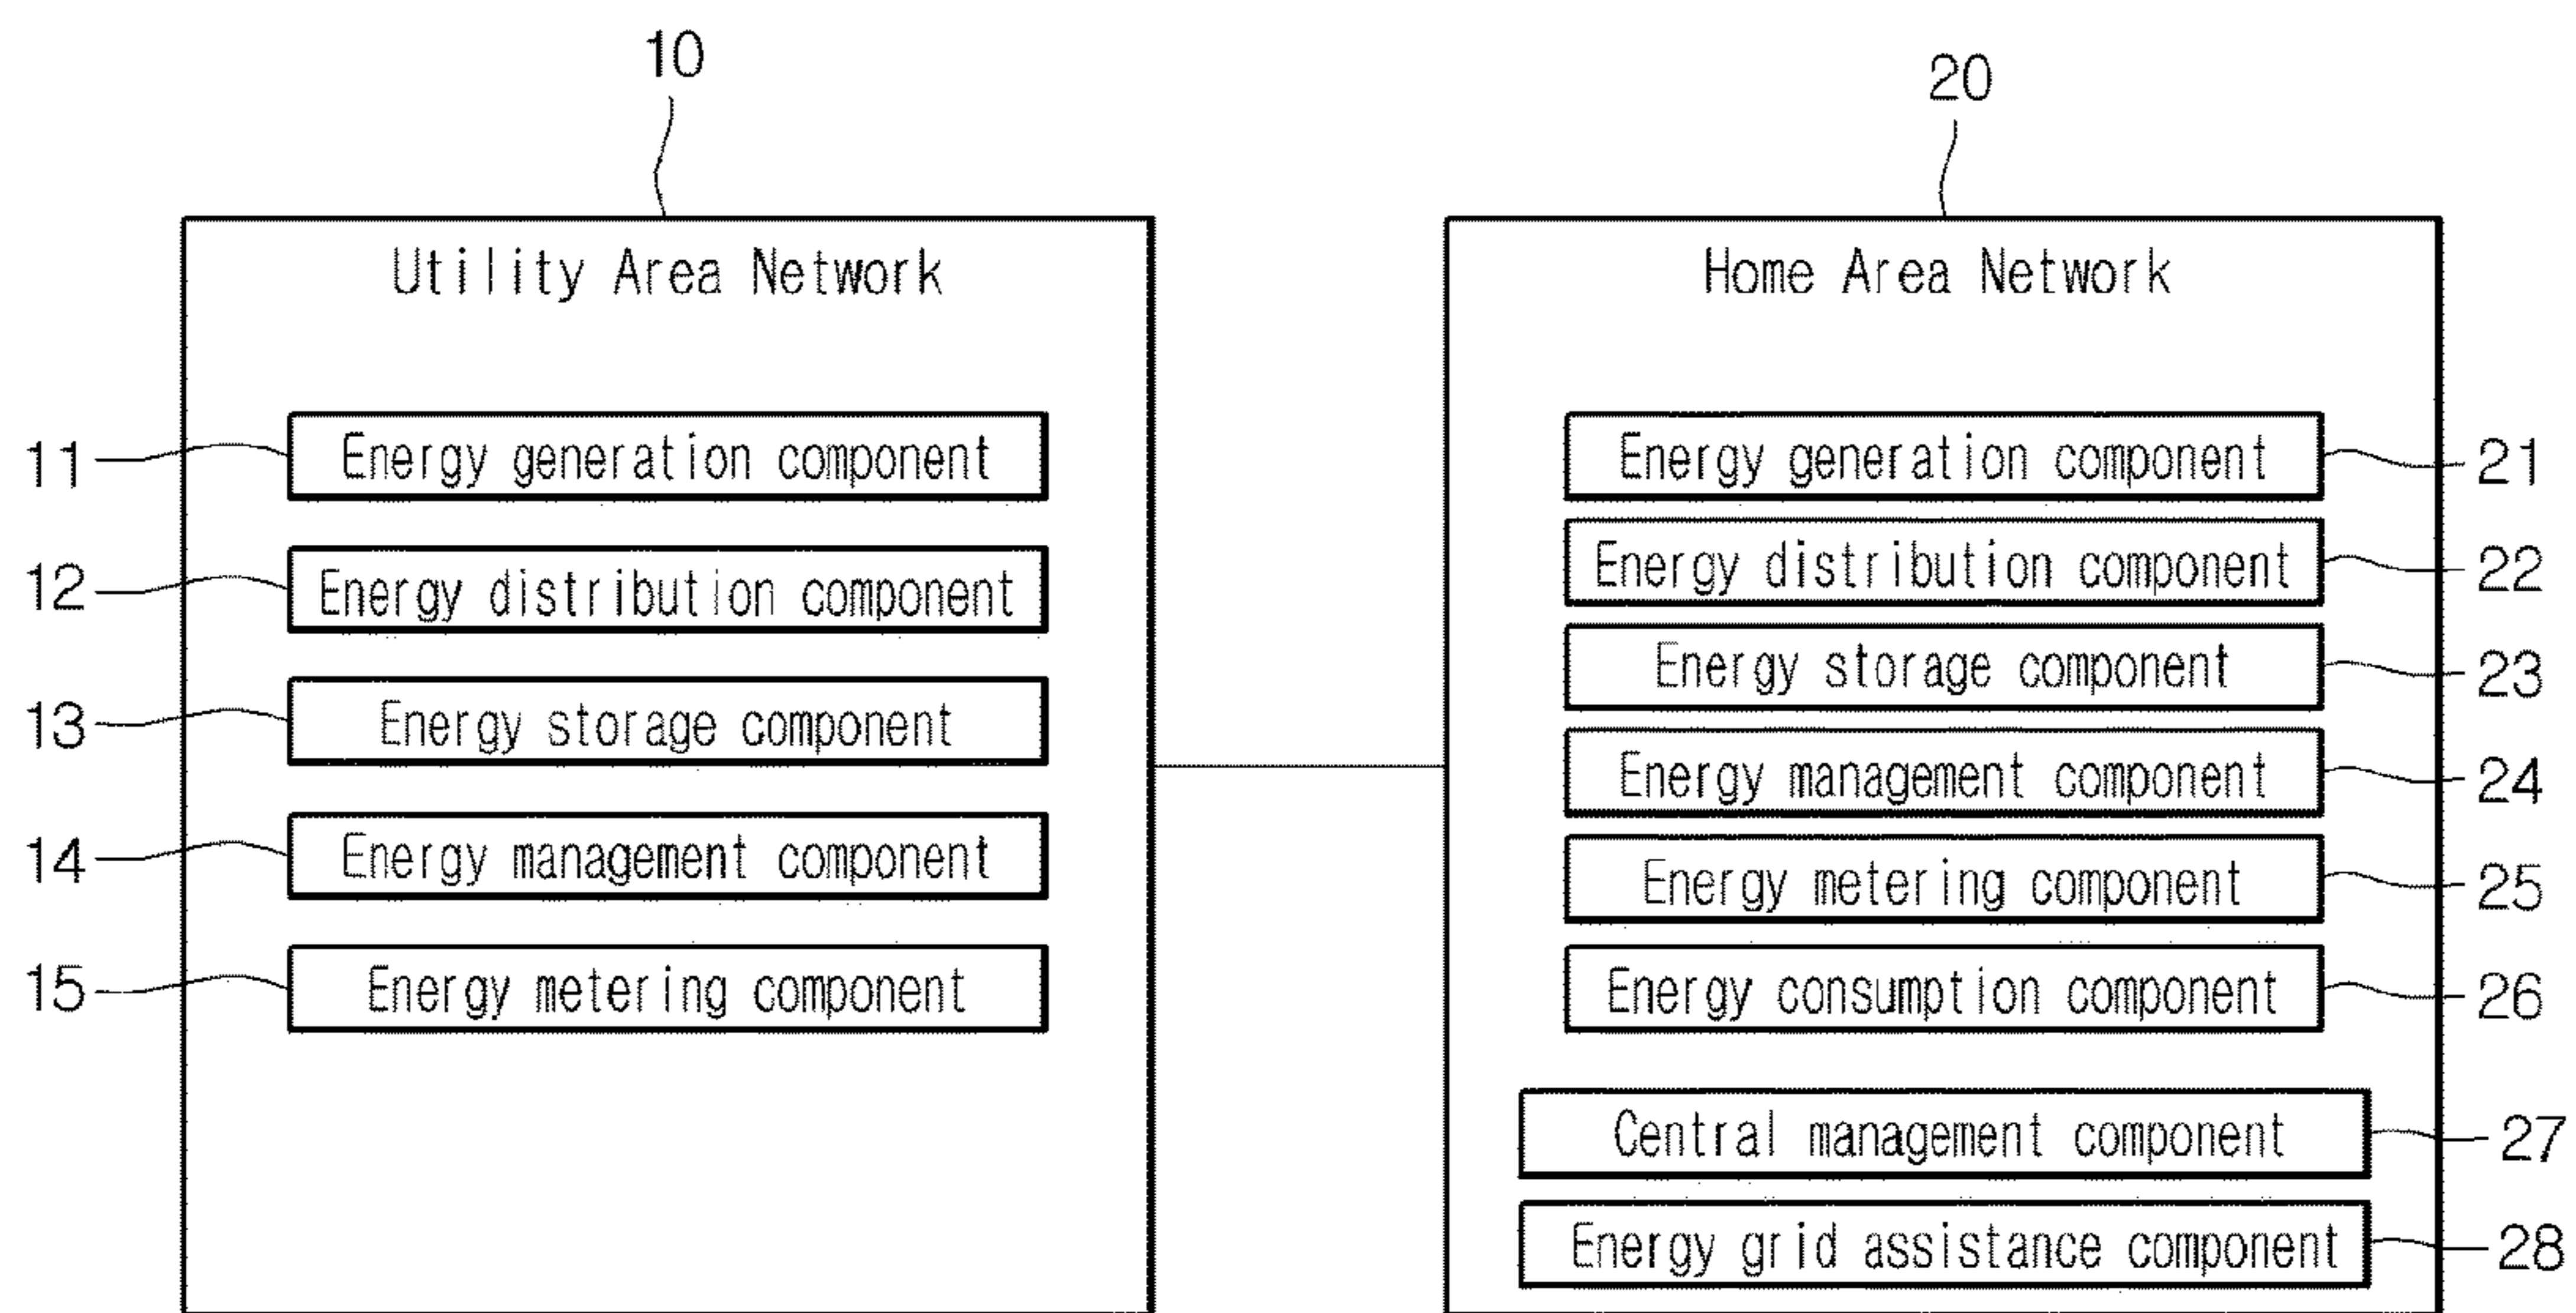 10
20
Utility Area Network
11
Energy generation component
12
Energy distribution component
13
Energy storage component
14
Energy management component
15
Energy metering component
Home Area Network
Energy generation component
21
Energy distribution component
22
Energy storage component
23
Energy management component
24
Energy metering component
25
Energy consumption component
26
Central management component
27
Energy grid assistance component
28